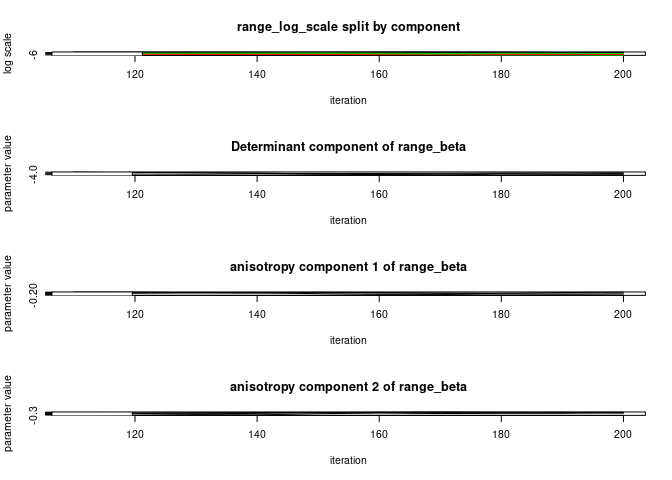 range_log_scale split by component
log scale
-6
120 140 160 180 200
iteration
Determinant component of range_beta
parameter value
-4.0
120 140 160 180 200
iteration
anisotropy component 1 of range_beta
parameter value
-0.20
120 140 160 180 200
iteration
anisotropy component 2 of range_beta
parameter value
-0.3
120 140 160 180 200
iteration